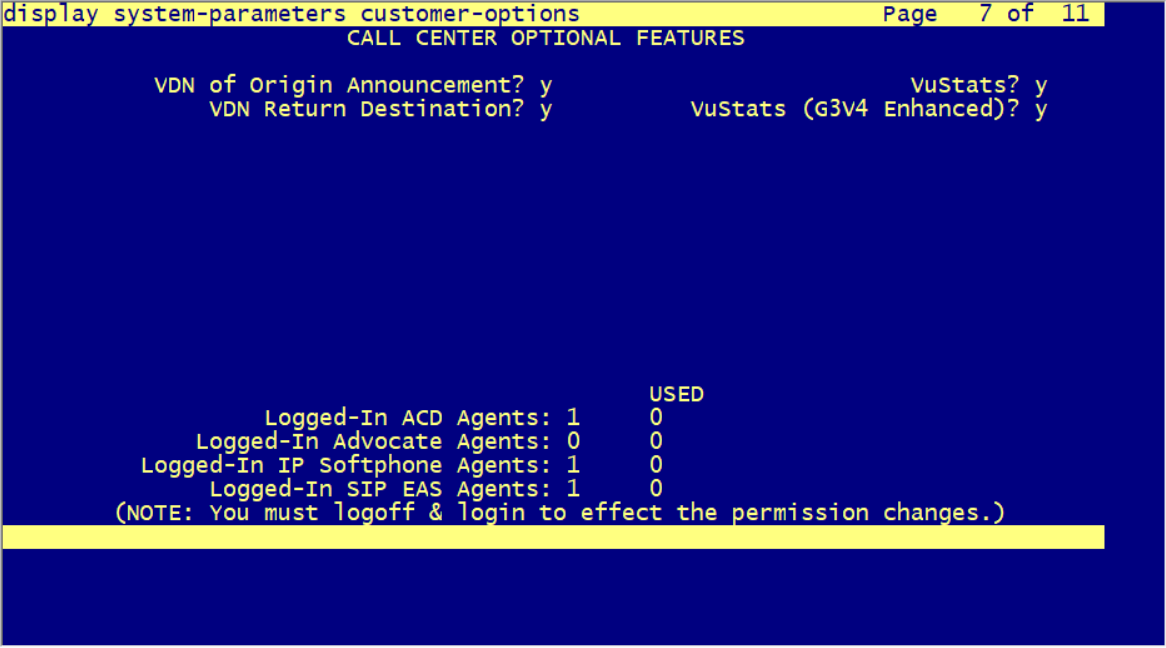 display system-parameters customer-options Page 7 of 11
CALL CENTER OPTIONAL FEATURES
VDN of Origin Announcement? y VuStats? y
VDN Return Destination? y VuStats (G3V4 Enhanced)? y
USED
Logged-In ACD Agents: 1 0
Logged-In Advocate Agents: 0 0
Logged-In IP Softphone Agents: 1 0
Logged-In SIP EAS Agents: 1 0
(NOTE: You must logoff & login to effect the permission changes.)